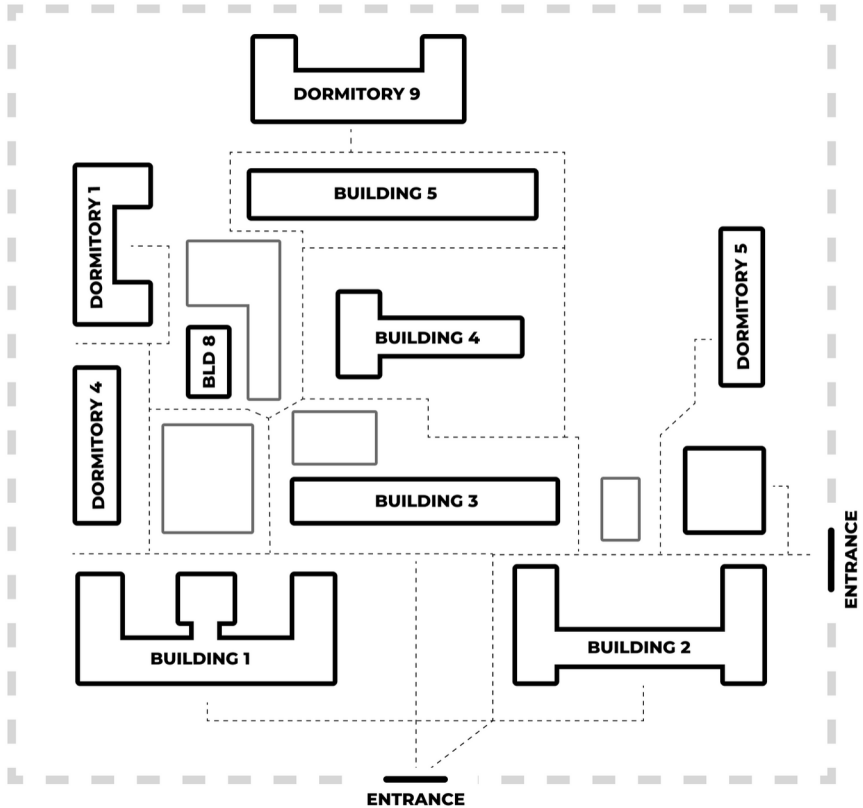 DORMITORY 9
BUILDING 5
DORMITORY 1
DORMITORY 5
BUILDING 4
BLD 8
DORMITORY 4
BUILDING 3
ENTRANCE
BUILDING 2
BUILDING 1
ENTRANCE